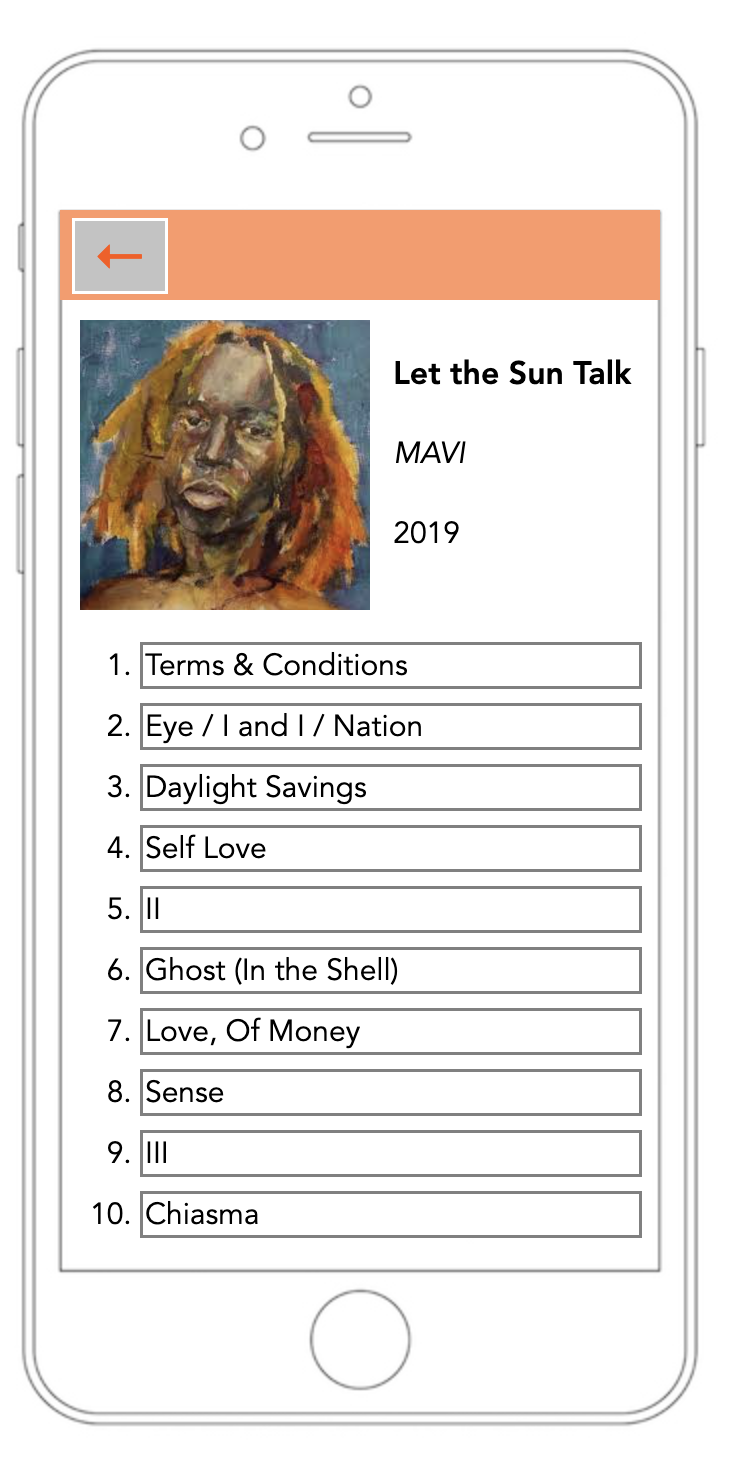 Let the Sun Talk
MAVI
2019
1. Terms & Conditions
2. Eye / I and I / Nation
3. Daylight Savings
4. Self Love
5. II
6. Ghost (In the Shell)
7. Love, Of Money
8. Sense
9. III
10. Chiasma